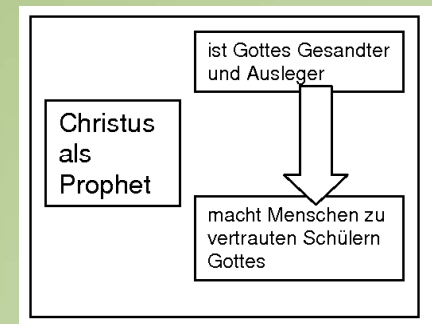 ist Gottes Gesandter
und Ausleger
Christus
als
Prophet
macht Menschen zu
vertrauten Schülern
Gottes